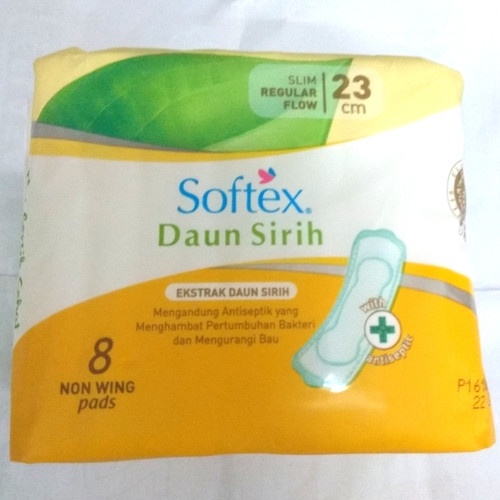 SLIM
REGULAR
FLOW
23
cm
Softex®
Daun Sirih
EKSTRAK DAUN SIRIH
Mengandung Antiseptik yang
Menghambat Pertumbuhan Bakteri
dan Mengurangi Bau
with
antiseptic
8
NON WING
pads
22